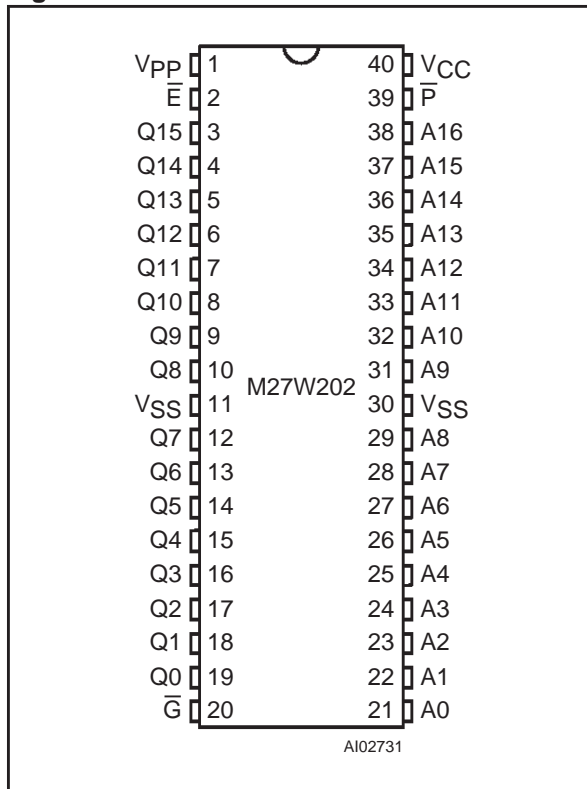 VPP 1 40 VCC
E̅ 2 39 P̅
Q15 3 38 A16
Q14 4 37 A15
Q13 5 36 A14
Q12 6 35 A13
Q11 7 34 A12
Q10 8 33 A11
Q9 9 32 A10
Q8 10 31 A9
M27W202
VSS 11 30 VSS
Q7 12 29 A8
Q6 13 28 A7
Q5 14 27 A6
Q4 15 26 A5
Q3 16 25 A4
Q2 17 24 A3
Q1 18 23 A2
Q0 19 22 A1
G̅ 20 21 A0
AI02731